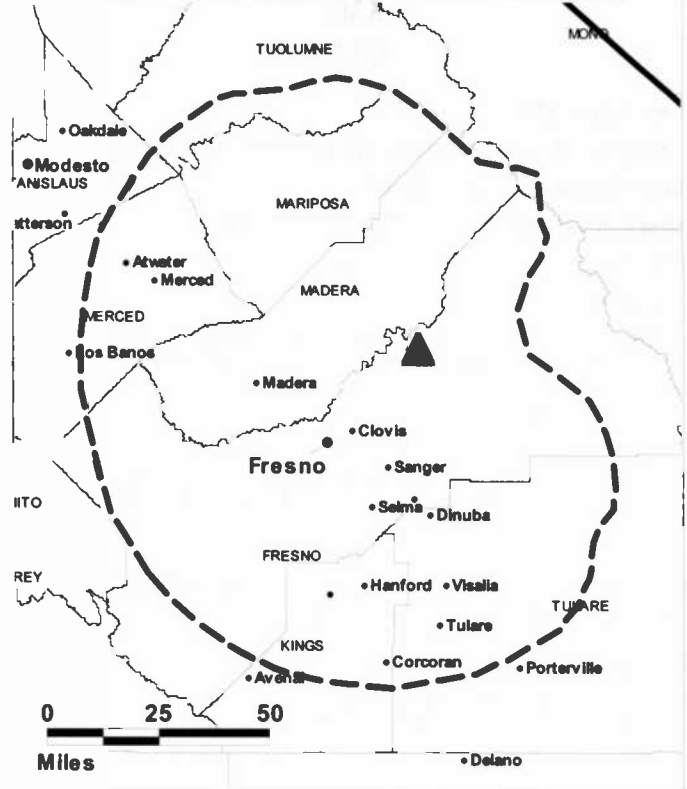 TUOLUMNE
MONO
Oakdale
Modesto
ANISLAUS
MARIPOSA
tterson
Atwater
Merced
MADERA
MERCED
Los Banos
Madera
Clovis
Fresno
Sanger
Selma
Dinuba
IITO
FRESNO
REY
Hanford
Visalia
TULARE
Tulare
KINGS
Corcoran
Porterville
Avenal
0 25 50
Miles
Delano